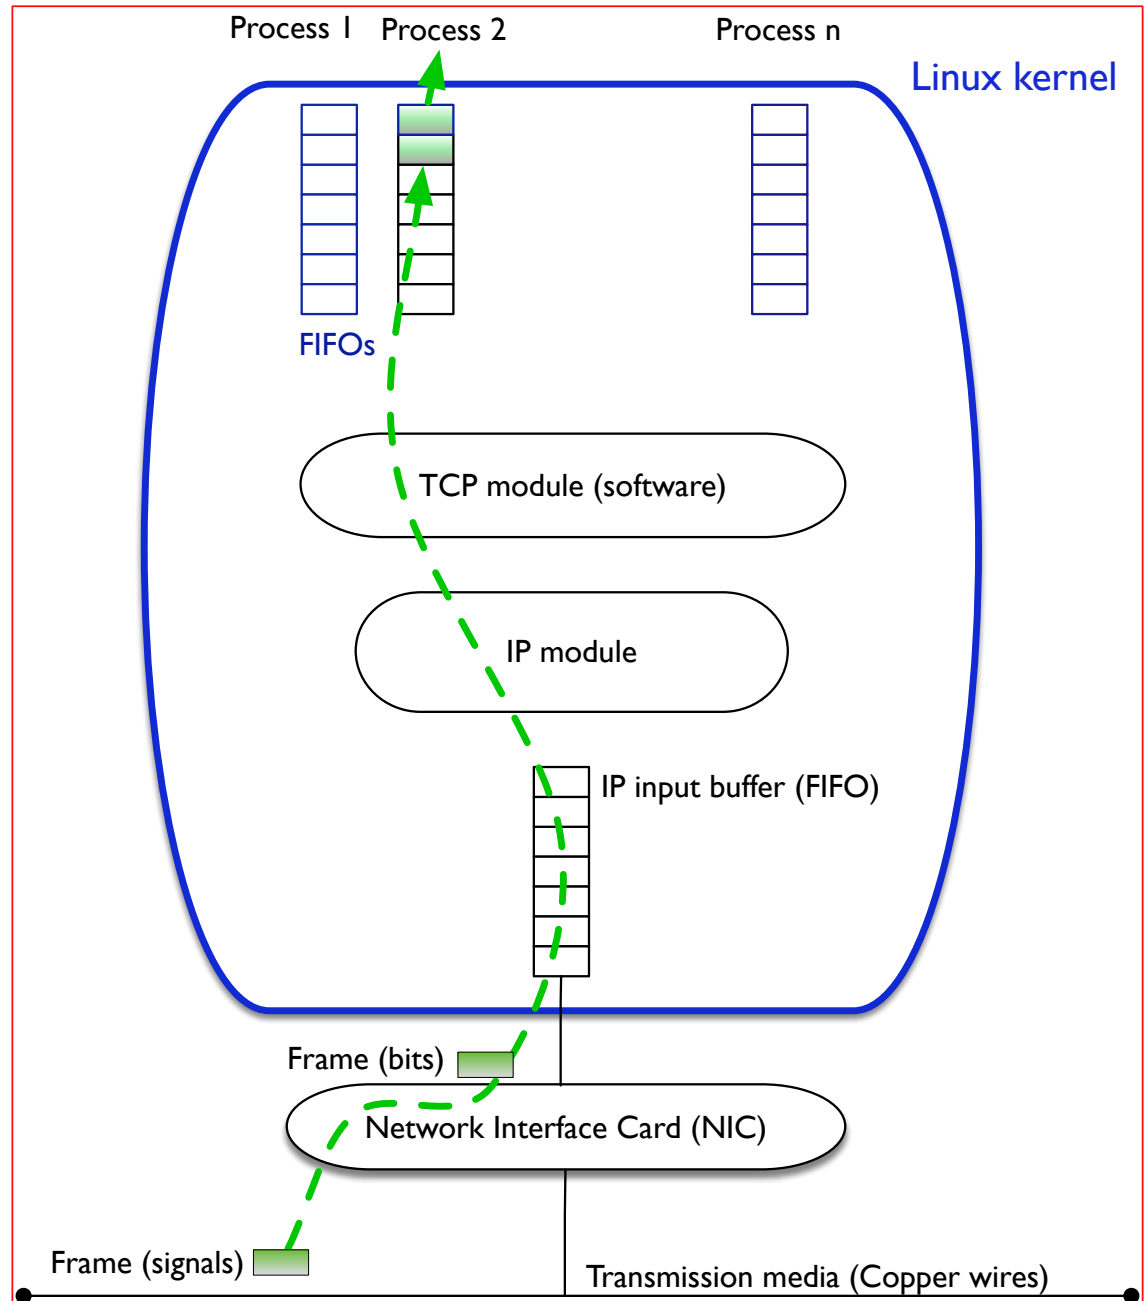 Process 1
Process 2
Process n
Linux kernel
FIFOs
TCP module (software)
IP module
IP input buffer (FIFO)
Frame (bits)
Network Interface Card (NIC)
Frame (signals)
Transmission media (Copper wires)